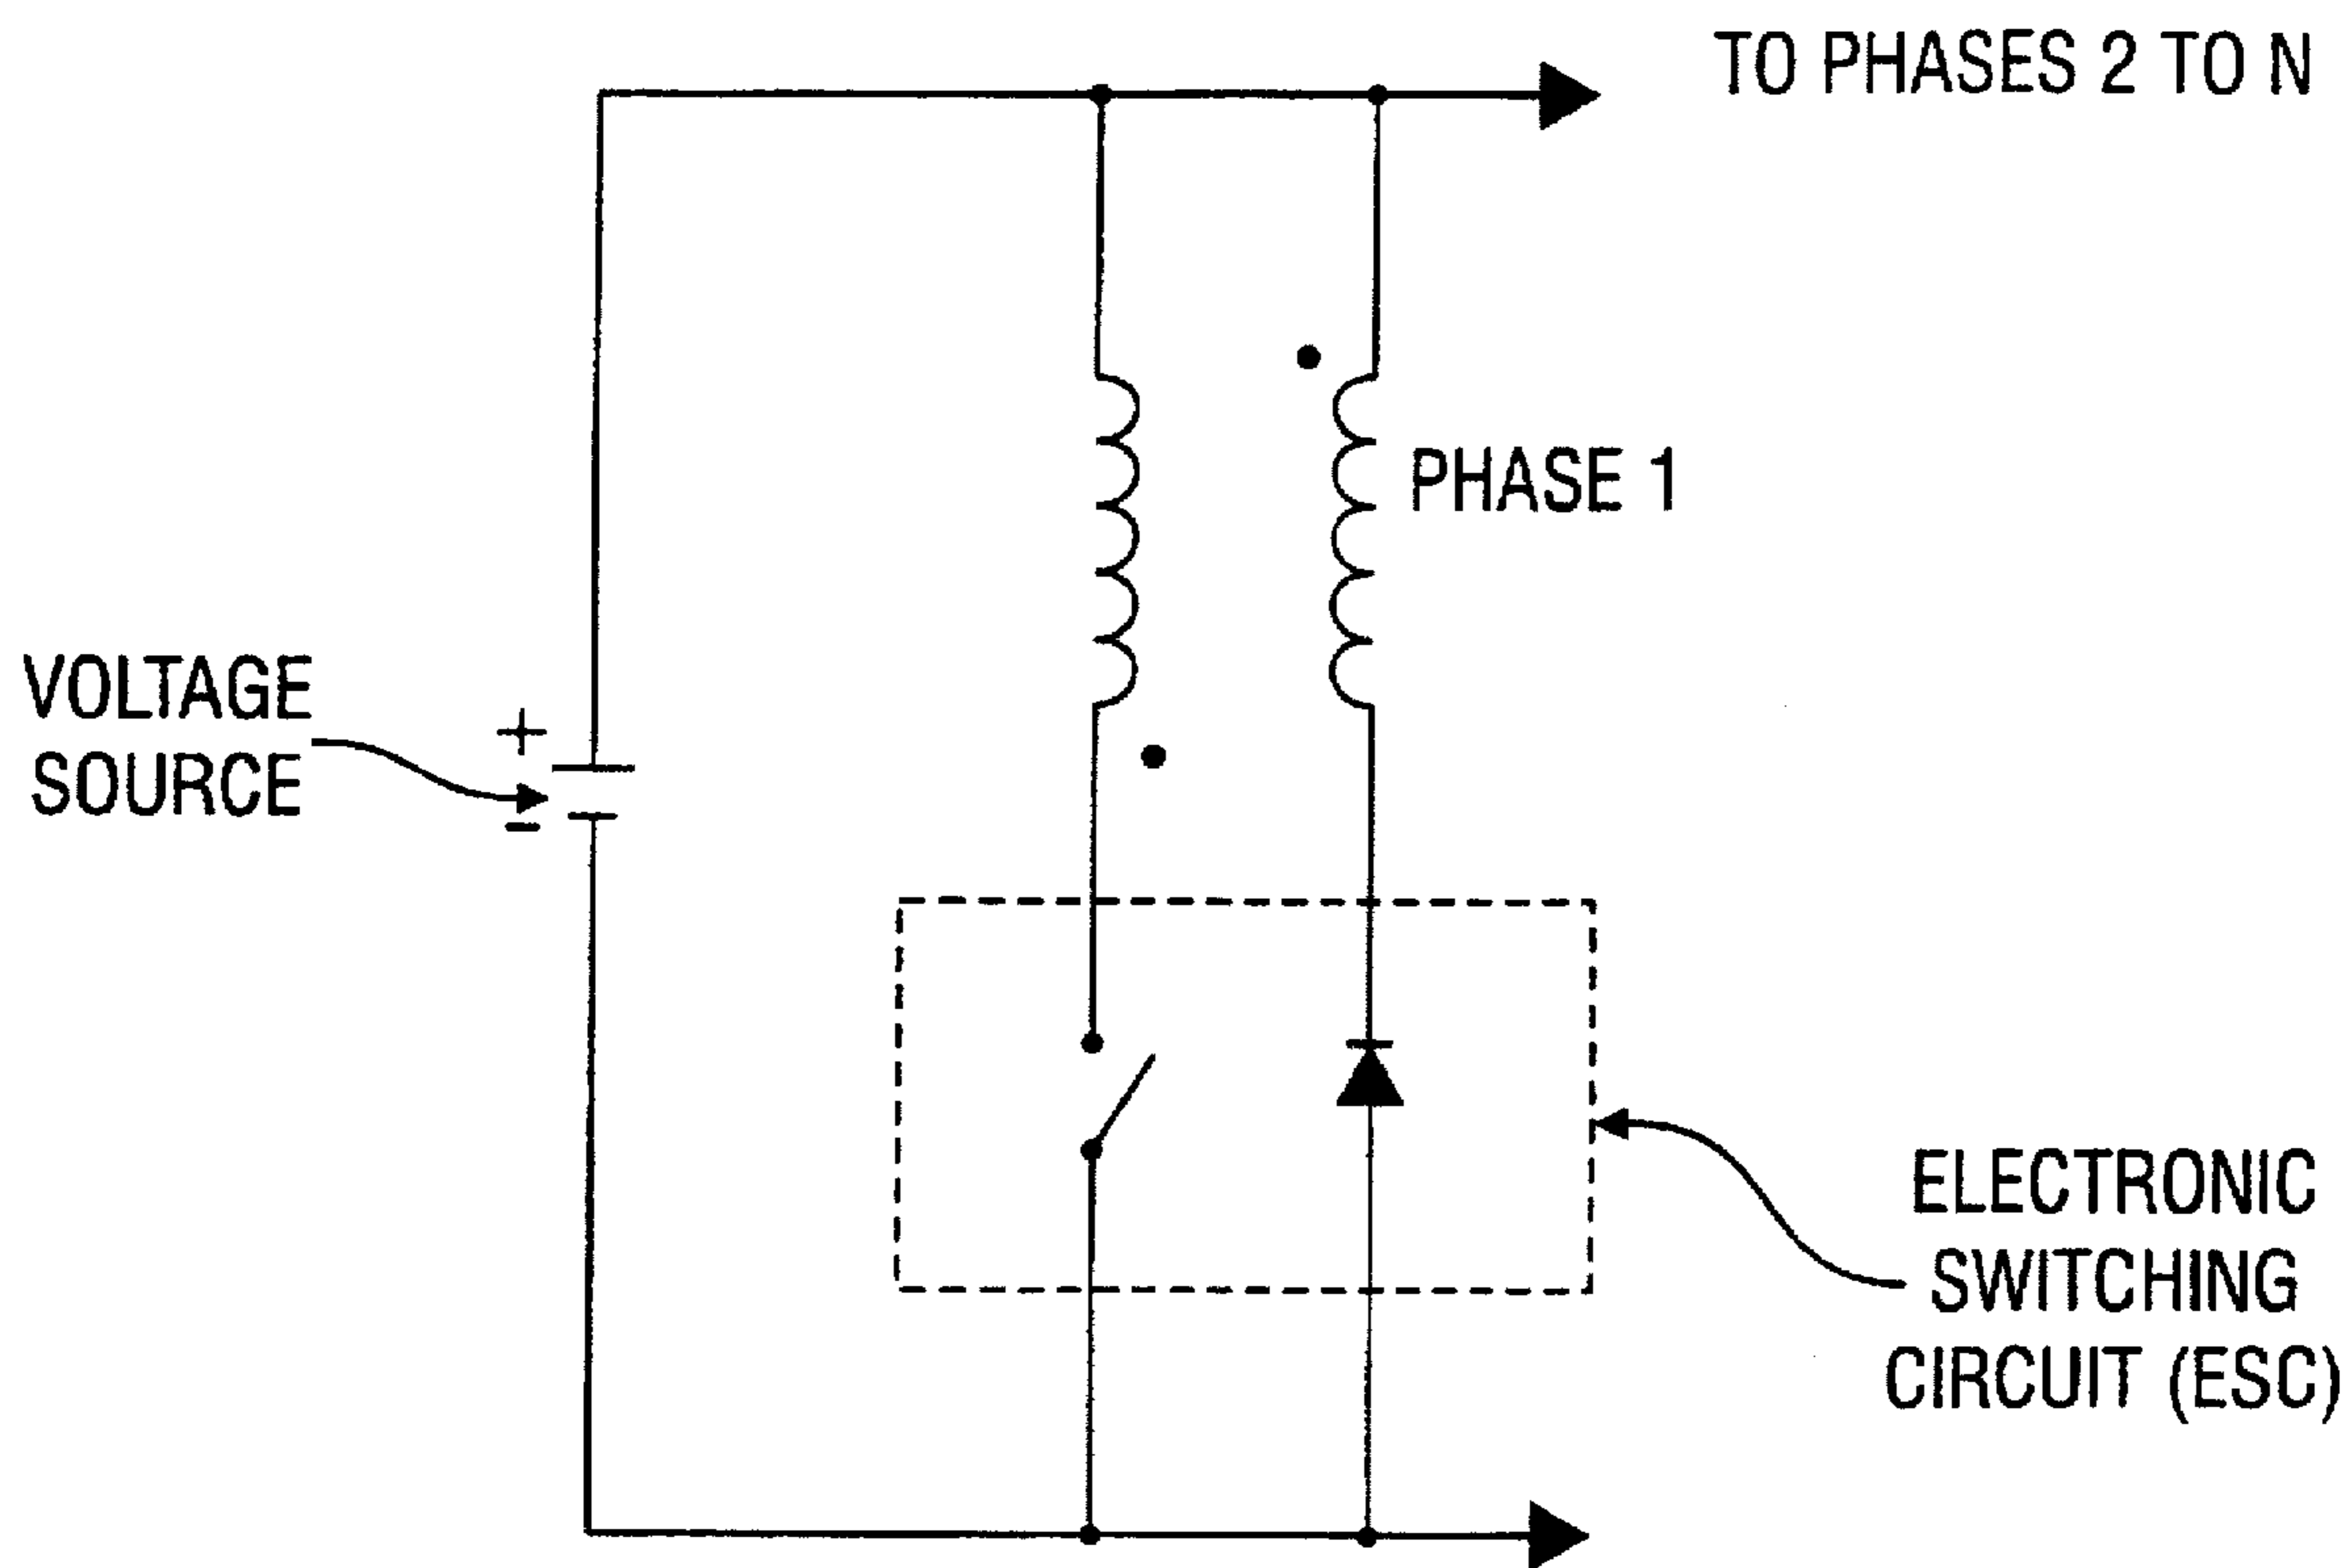 TO PHASES 2 TO N
PHASE 1
VOLTAGE
SOURCE
+
-
ELECTRONIC
SWITCHING
CIRCUIT (ESC)